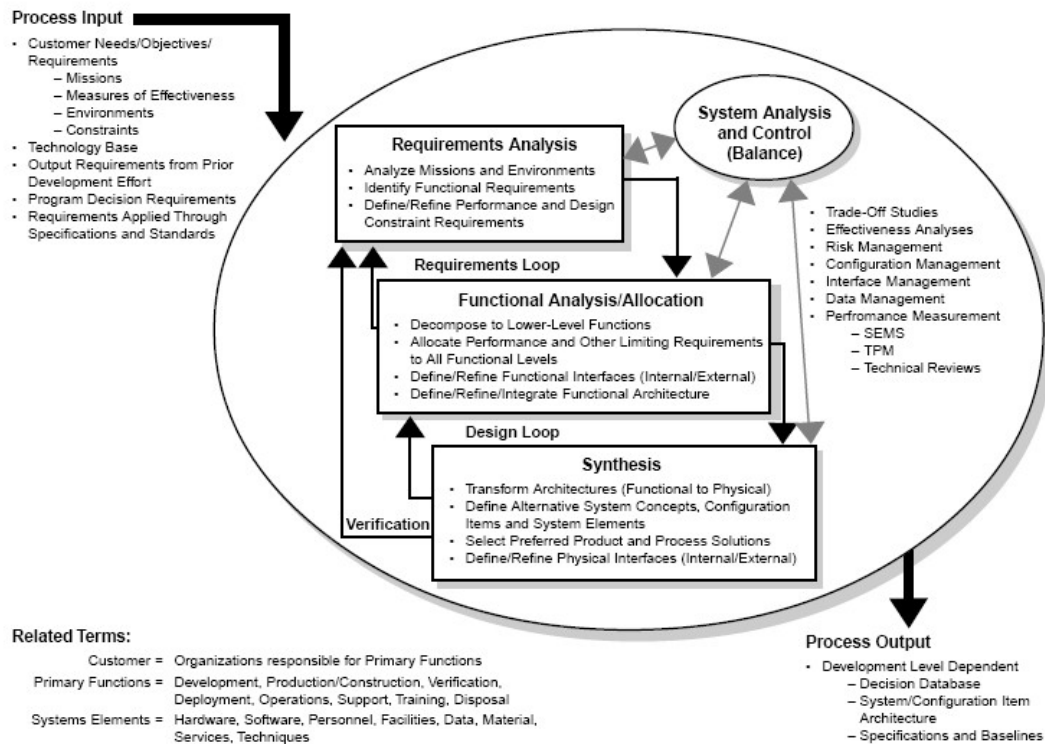 Process Input
• Customer Needs/Objectives/
Requirements
– Missions
– Measures of Effectiveness
– Environments
– Constraints
• Technology Base
• Output Requirements from Prior
Development Effort
• Program Decision Requirements
• Requirements Applied Through
Specifications and Standards
System Analysis
and Control
(Balance)
Requirements Analysis
• Analyze Missions and Environments
• Identify Functional Requirements
• Define/Refine Performance and Design
Constraint Requirements
• Trade-Off Studies
• Effectiveness Analyses
• Risk Management
• Configuration Management
• Interface Management
• Data Management
• Perfromance Measurement
– SEMS
– TPM
– Technical Reviews
Requirements Loop
Functional Analysis/Allocation
• Decompose to Lower-Level Functions
• Allocate Performance and Other Limiting Requirements
to All Functional Levels
• Define/Refine Functional Interfaces (Internal/External)
• Define/Refine/Integrate Functional Architecture
Design Loop
Synthesis
• Transform Architectures (Functional to Physical)
• Define Alternative System Concepts, Configuration
Items and System Elements
• Select Preferred Product and Process Solutions
• Define/Refine Physical Interfaces (Internal/External)
Verification
Related Terms:
Customer = Organizations responsible for Primary Functions
Primary Functions = Development, Production/Construction, Verification,
Deployment, Operations, Support, Training, Disposal
Systems Elements = Hardware, Software, Personnel, Facilities, Data, Material,
Services, Techniques
Process Output
• Development Level Dependent
– Decision Database
– System/Configuration Item
Architecture
– Specifications and Baselines